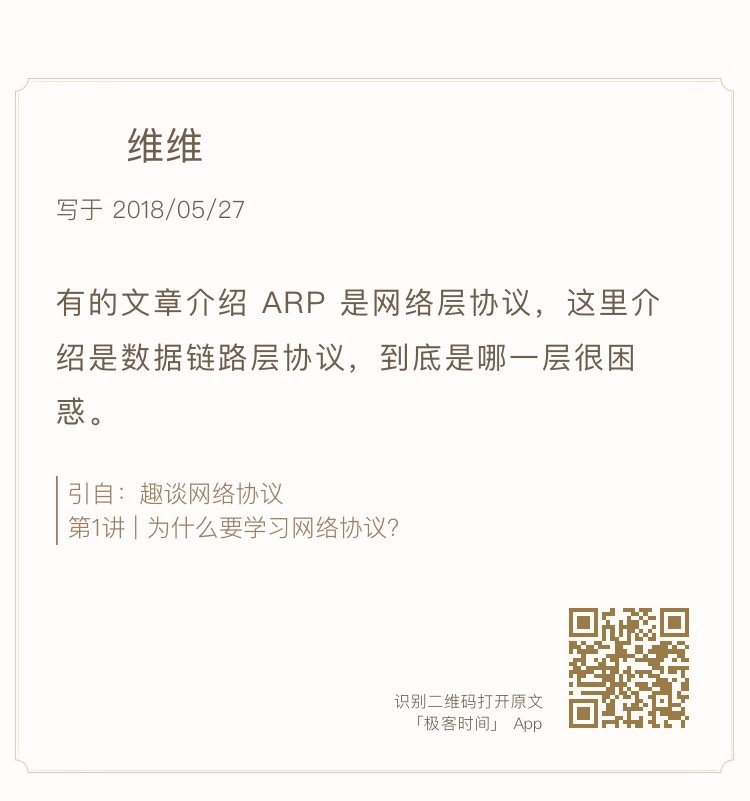 维维
写于 2018/05/27
有的文章介绍 ARP 是网络层协议，这里介
绍是数据链路层协议，到底是哪一层很困
惑。
引自：趣谈网络协议
第1讲 | 为什么要学习网络协议？
识别二维码打开原文
「极客时间」 App